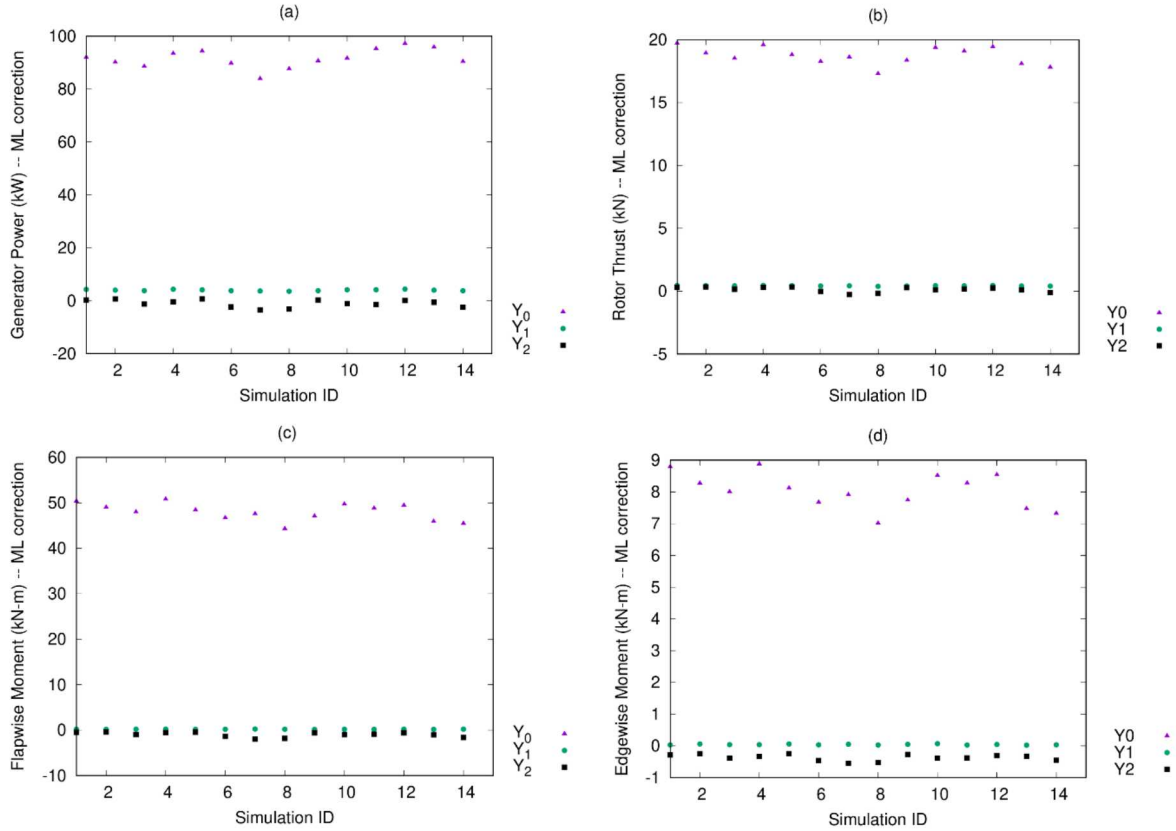 (a)
Generator Power (kW) -- ML correction
100
80
60
40
20
0
-20
2 4 6 8 10 12 14
Simulation ID
Y0
Y1
Y2
(b)
Rotor Thrust (kN) -- ML correction
20
15
10
5
0
-5
2 4 6 8 10 12 14
Simulation ID
Y0
Y1
Y2
(c)
Flapwise Moment (kN-m) -- ML correction
60
50
40
30
20
10
0
-10
2 4 6 8 10 12 14
Simulation ID
Y0
Y1
Y2
(d)
Edgewise Moment (kN-m) -- ML correction
9
8
7
6
5
4
3
2
1
0
-1
2 4 6 8 10 12 14
Simulation ID
Y0
Y1
Y2